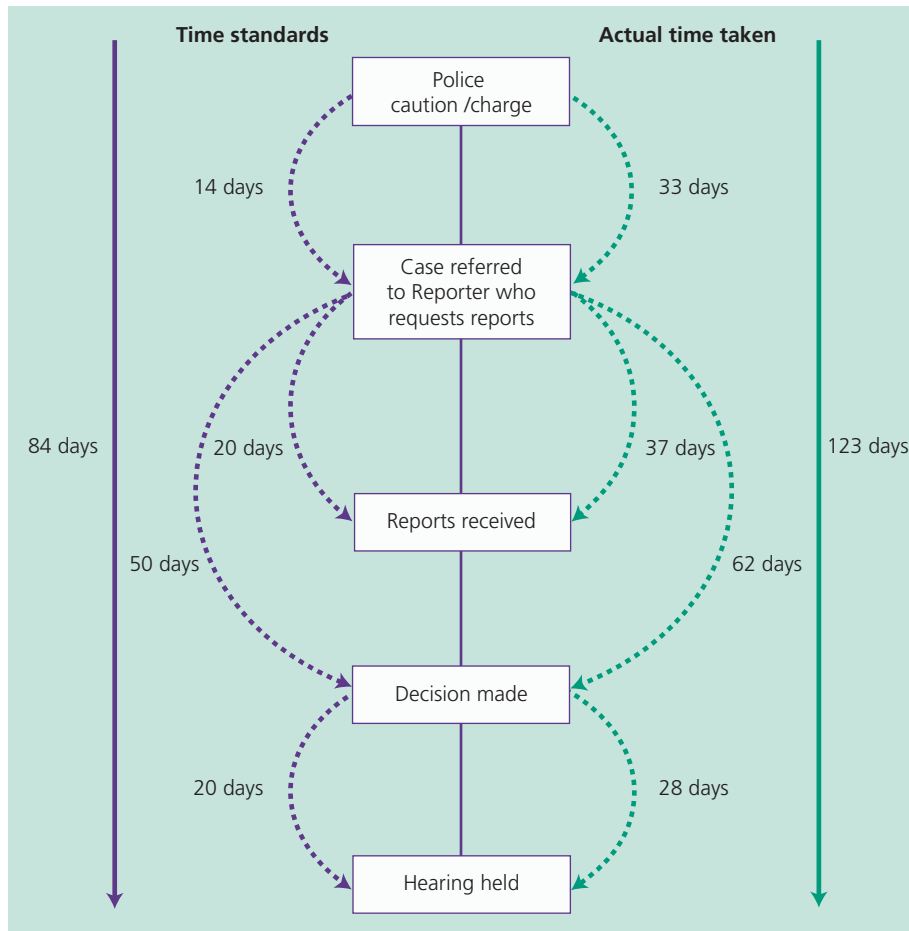 Time standards
Actual time taken
Police
caution /charge
14 days
33 days
Case referred
to Reporter who
requests reports
84 days
20 days
37 days
123 days
Reports received
50 days
62 days
Decision made
20 days
28 days
Hearing held